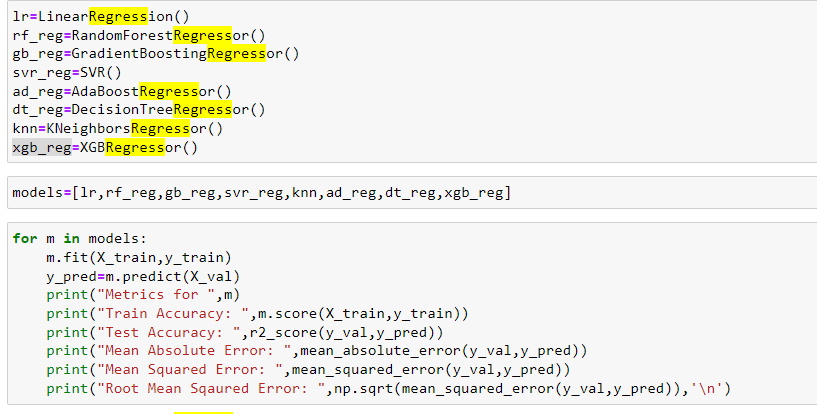 lr=LinearRegression()
rf_reg=RandomForestRegressor()
gb_reg=GradientBoostingRegressor()
svr_reg=SVR()
ad_reg=AdaBoostRegressor()
dt_reg=DecisionTreeRegressor()
knn=KNeighborsRegressor()
xgb_reg=XGBRegressor()
models=[lr,rf_reg,gb_reg,svr_reg,knn,ad_reg,dt_reg,xgb_reg]
for m in models:
    m.fit(X_train,y_train)
    y_pred=m.predict(X_val)
    print("Metrics for ",m)
    print("Train Accuracy: ",m.score(X_train,y_train))
    print("Test Accuracy: ",r2_score(y_val,y_pred))
    print("Mean Absolute Error: ",mean_absolute_error(y_val,y_pred))
    print("Mean Squared Error: ",mean_squared_error(y_val,y_pred))
    print("Root Mean Sqaured Error: ",np.sqrt(mean_squared_error(y_val,y_pred)),'\n')